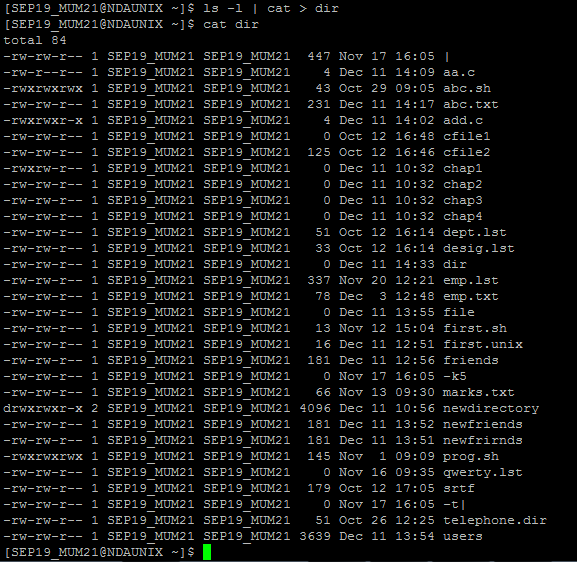 [SEP19_MUM21@NDAUNIX ~]$ ls -l | cat > dir
[SEP19_MUM21@NDAUNIX ~]$ cat dir
total 84
-rw-rw-r-- 1 SEP19_MUM21 SEP19_MUM21  447 Nov 17 16:05 |
-rw-r--r-- 1 SEP19_MUM21 SEP19_MUM21    4 Dec 11 14:09 aa.c
-rwxrwxrwx 1 SEP19_MUM21 SEP19_MUM21   43 Oct 29 09:05 abc.sh
-rw-rw-r-- 1 SEP19_MUM21 SEP19_MUM21  231 Dec 11 14:17 abc.txt
-rwxrwxr-x 1 SEP19_MUM21 SEP19_MUM21    4 Dec 11 14:02 add.c
-rw-rw-r-- 1 SEP19_MUM21 SEP19_MUM21    0 Oct 12 16:48 cfile1
-rw-rw-r-- 1 SEP19_MUM21 SEP19_MUM21  125 Oct 12 16:46 cfile2
-rwxrw-r-- 1 SEP19_MUM21 SEP19_MUM21    0 Dec 11 10:32 chap1
-rw-rw-r-- 1 SEP19_MUM21 SEP19_MUM21    0 Dec 11 10:32 chap2
-rw-rw-r-- 1 SEP19_MUM21 SEP19_MUM21    0 Dec 11 10:32 chap3
-rw-rw-r-- 1 SEP19_MUM21 SEP19_MUM21    0 Dec 11 10:32 chap4
-rw-rw-r-- 1 SEP19_MUM21 SEP19_MUM21   51 Oct 12 16:14 dept.lst
-rw-rw-r-- 1 SEP19_MUM21 SEP19_MUM21   33 Oct 12 16:14 desig.lst
-rw-rw-r-- 1 SEP19_MUM21 SEP19_MUM21    0 Dec 11 14:33 dir
-rw-rw-r-- 1 SEP19_MUM21 SEP19_MUM21  337 Nov 20 12:21 emp.lst
-rw-rw-r-- 1 SEP19_MUM21 SEP19_MUM21   78 Dec  3 12:48 emp.txt
-rw-rw-r-- 1 SEP19_MUM21 SEP19_MUM21    0 Dec 11 13:55 file
-rw-rw-r-- 1 SEP19_MUM21 SEP19_MUM21   13 Nov 12 15:04 first.sh
-rw-rw-r-- 1 SEP19_MUM21 SEP19_MUM21   16 Dec 11 12:51 first.unix
-rw-rw-r-- 1 SEP19_MUM21 SEP19_MUM21  181 Dec 11 12:56 friends
-rw-rw-r-- 1 SEP19_MUM21 SEP19_MUM21    0 Nov 17 16:05 -k5
-rw-rw-r-- 1 SEP19_MUM21 SEP19_MUM21   66 Nov 13 09:30 marks.txt
drwxrwxr-x 2 SEP19_MUM21 SEP19_MUM21 4096 Dec 11 10:56 newdirectory
-rw-rw-r-- 1 SEP19_MUM21 SEP19_MUM21  181 Dec 11 13:52 newfriends
-rw-rw-r-- 1 SEP19_MUM21 SEP19_MUM21  181 Dec 11 13:51 newfrirnds
-rwxrwxrwx 1 SEP19_MUM21 SEP19_MUM21  145 Nov  1 09:09 prog.sh
-rw-rw-r-- 1 SEP19_MUM21 SEP19_MUM21    0 Nov 16 09:35 qwerty.lst
-rw-rw-r-- 1 SEP19_MUM21 SEP19_MUM21  179 Oct 12 17:05 srtf
-rw-rw-r-- 1 SEP19_MUM21 SEP19_MUM21    0 Nov 17 16:05 -t|
-rw-rw-r-- 1 SEP19_MUM21 SEP19_MUM21   51 Oct 26 12:25 telephone.dir
-rw-rw-r-- 1 SEP19_MUM21 SEP19_MUM21 3639 Dec 11 13:54 users
[SEP19_MUM21@NDAUNIX ~]$